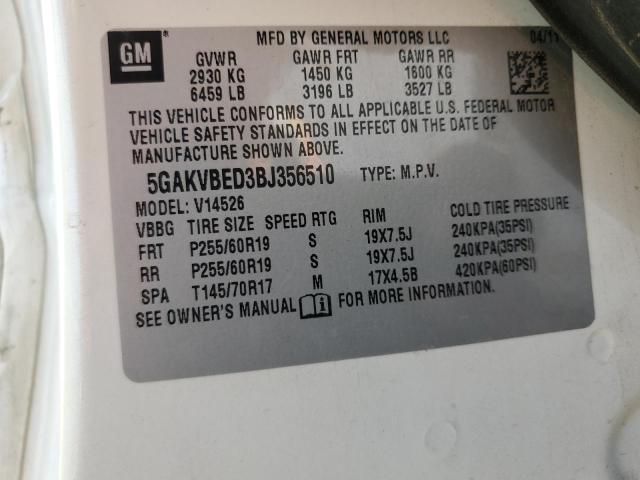 GM
MFD BY GENERAL MOTORS LLC 04/11
GVWR GAWR FRT GAWR RR
2930 KG 1450 KG 1600 KG
6459 LB 3196 LB 3527 LB
THIS VEHICLE CONFORMS TO ALL APPLICABLE U.S. FEDERAL MOTOR
VEHICLE SAFETY STANDARDS IN EFFECT ON THE DATE OF
MANUFACTURE SHOWN ABOVE.
5GAKVBED3BJ356510 TYPE: M.P.V.
MODEL: V14526
VBBG TIRE SIZE SPEED RTG RIM COLD TIRE PRESSURE
FRT P255/60R19 S 19X7.5J 240KPA(35PSI)
RR P255/60R19 S 19X7.5J 240KPA(35PSI)
SPA T145/70R17 M 17X4.5B 420KPA(60PSI)
SEE OWNER'S MANUAL FOR MORE INFORMATION.